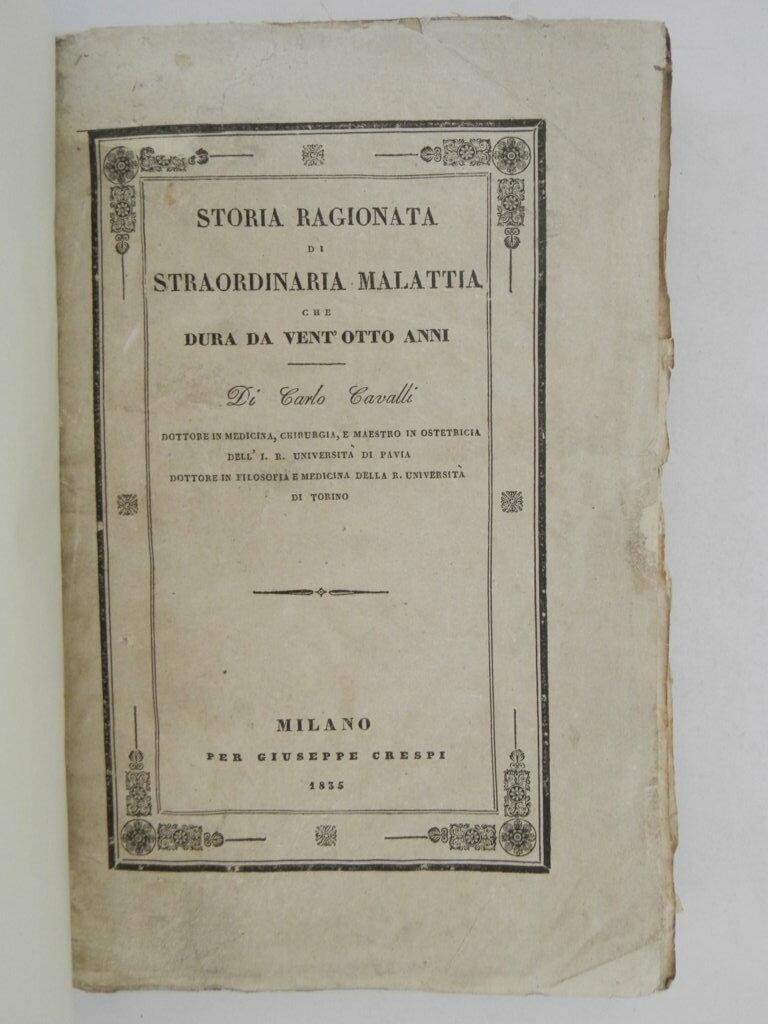 STORIA RAGIONATA
DI
STRAORDINARIA MALATTIA
CHE
DURA DA VENT' OTTO ANNI
Di Carlo Cavalli
DOTTORE IN MEDICINA, CHIRURGIA, E MAESTRO IN OSTETRICIA
DELL' I. R. UNIVERSITÀ DI PAVIA
DOTTORE IN FILOSOFIA E MEDICINA DELLA R. UNIVERSITÀ
DI TORINO
MILANO
PER GIUSEPPE CRESPI
1835